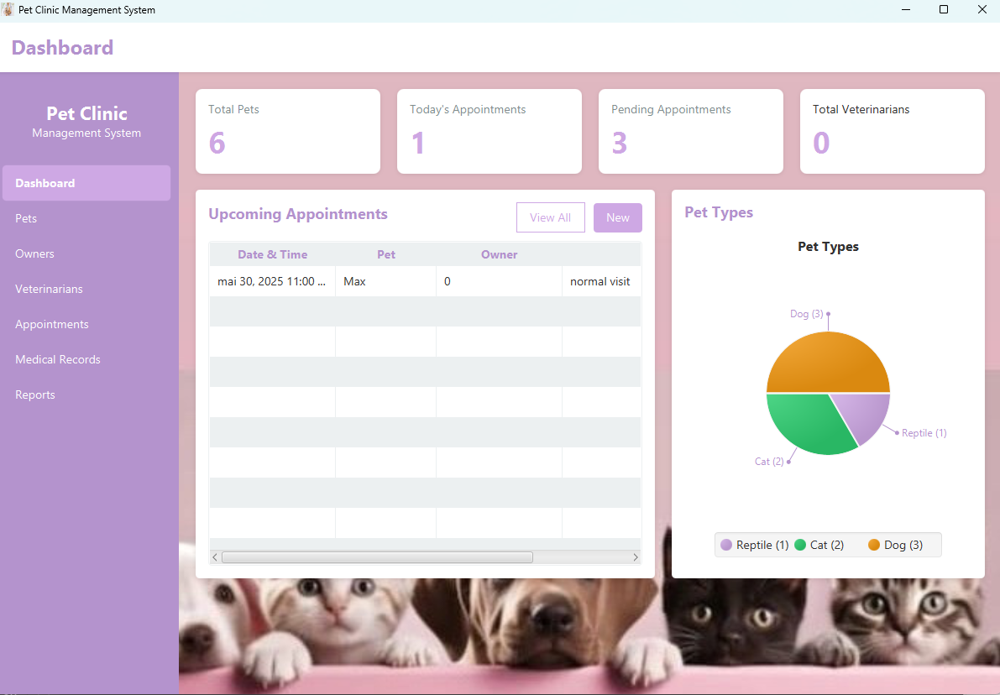 Pet Clinic Management System
Dashboard
Pet Clinic
Management System
Dashboard
Pets
Owners
Veterinarians
Appointments
Medical Records
Reports
Total Pets
6
Today's Appointments
1
Pending Appointments
3
Total Veterinarians
0
Upcoming Appointments
View All
New
Date & Time Pet Owner
mai 30, 2025 11:00 ... Max 0 normal visit
Pet Types
Pet Types
Dog (3)
Reptile (1)
Cat (2)
Reptile (1) Cat (2) Dog (3)